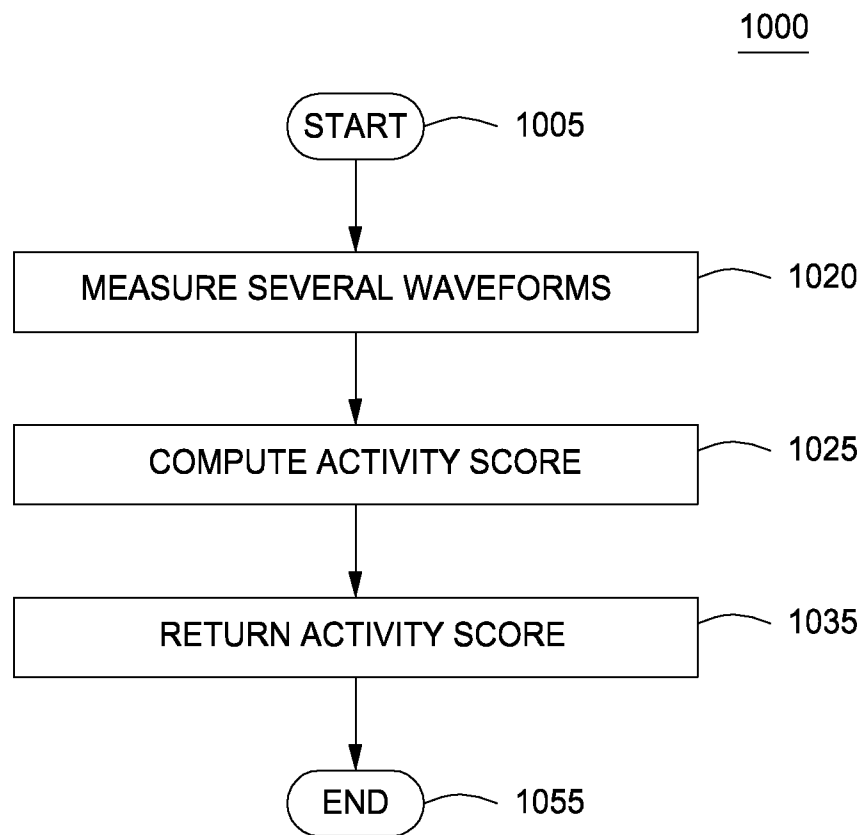 1000
START
1005
MEASURE SEVERAL WAVEFORMS
1020
COMPUTE ACTIVITY SCORE
1025
RETURN ACTIVITY SCORE
1035
END
1055